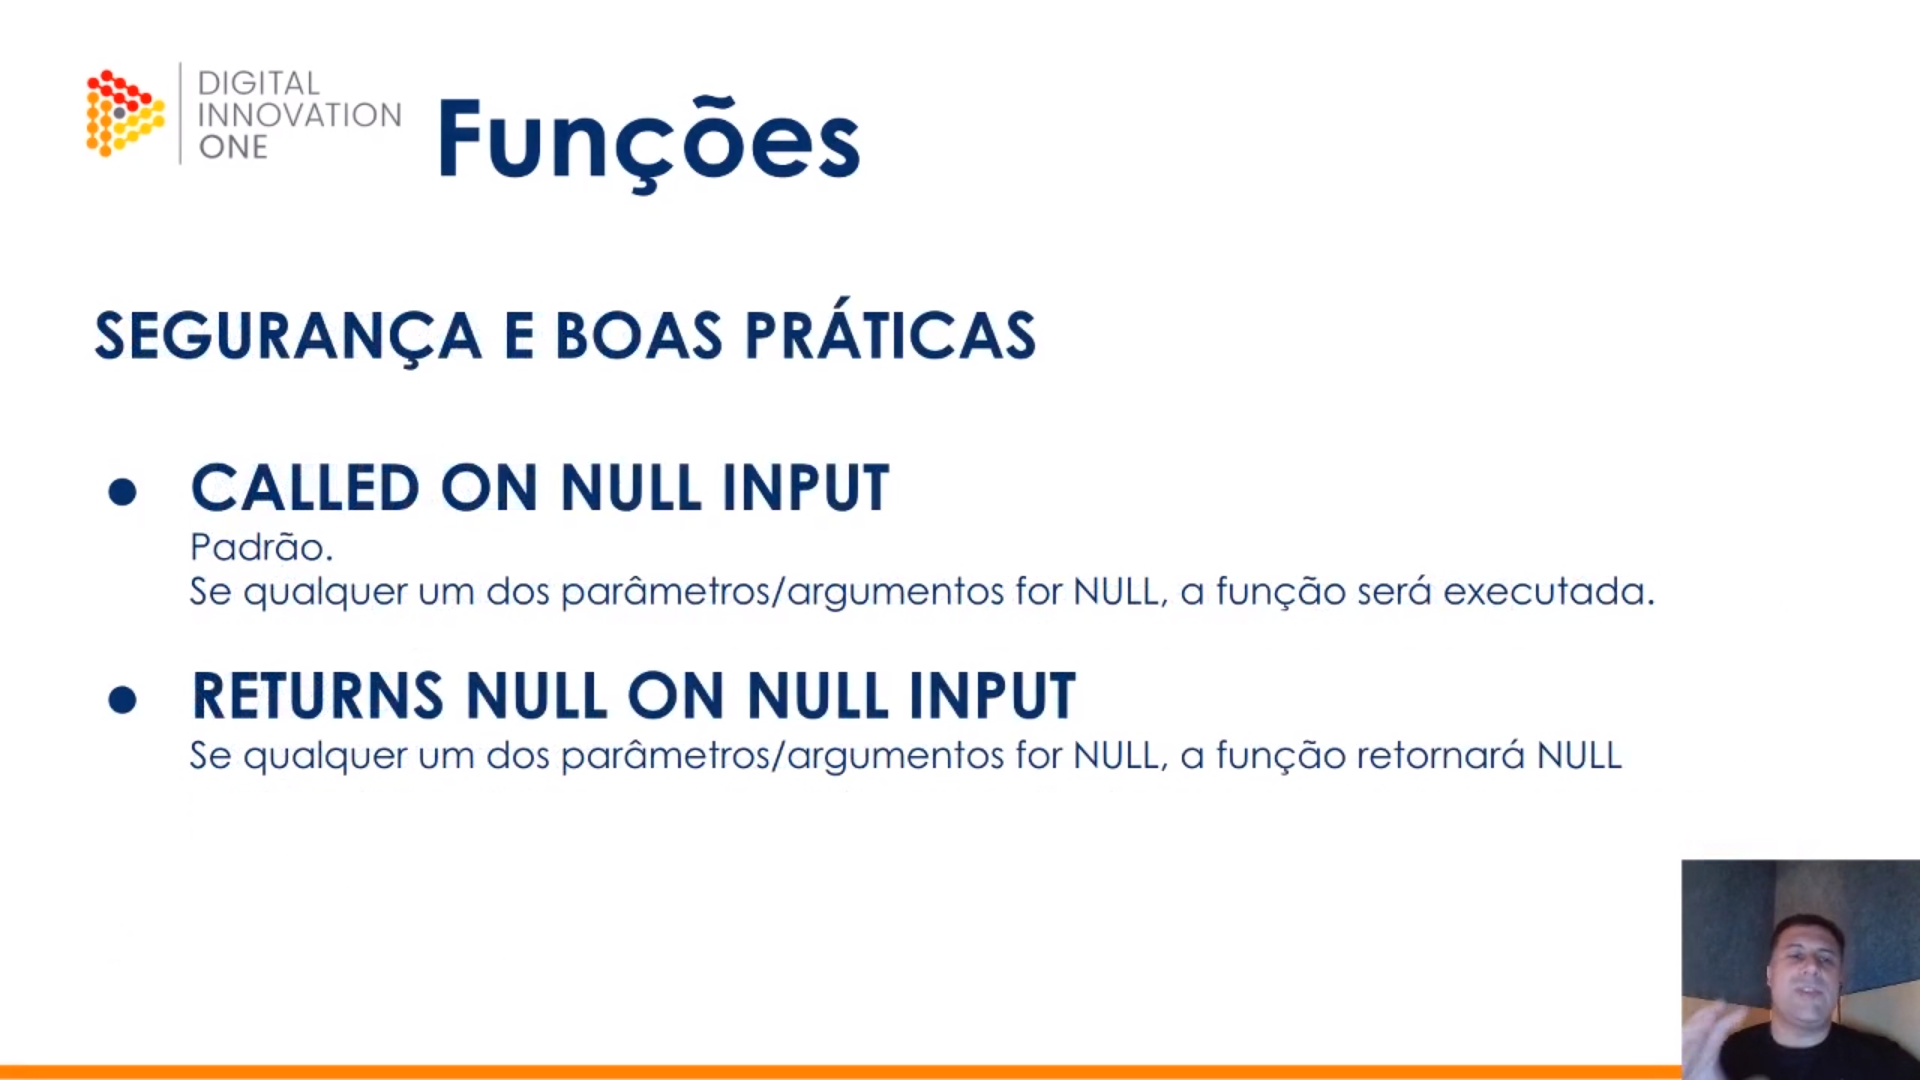 DIGITAL
INNOVATION
ONE
Funções
SEGURANÇA E BOAS PRÁTICAS
● CALLED ON NULL INPUT
Padrão.
Se qualquer um dos parâmetros/argumentos for NULL, a função será executada.
● RETURNS NULL ON NULL INPUT
Se qualquer um dos parâmetros/argumentos for NULL, a função retornará NULL